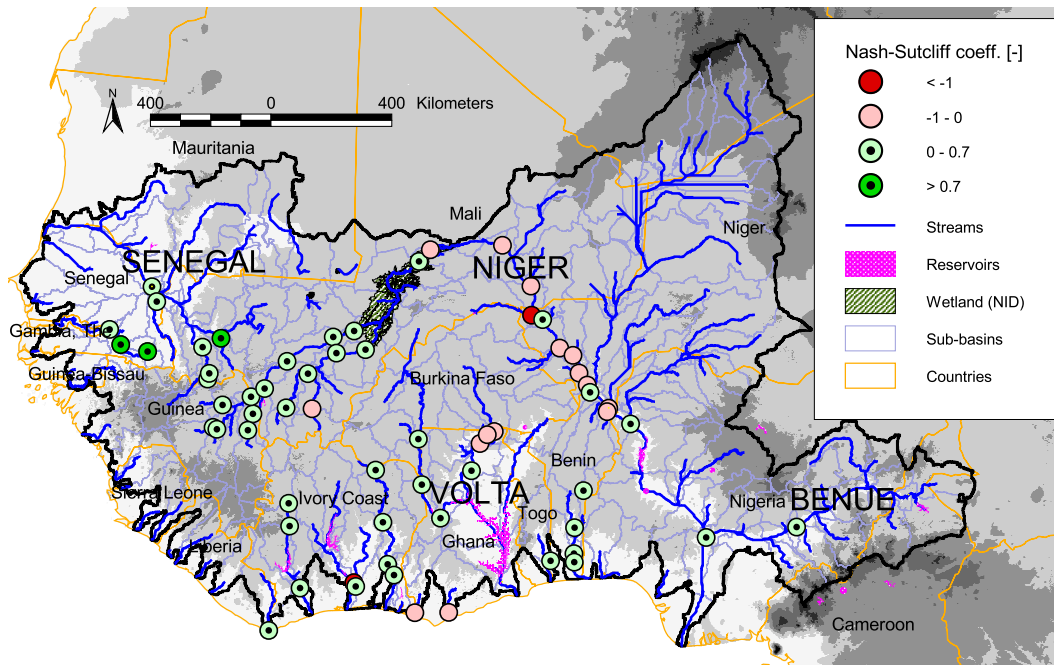 Nash-Sutcliff coeff. [-]
< -1
-1 - 0
0 - 0.7
> 0.7
Streams
Reservoirs
Wetland (NID)
Sub-basins
Countries
N
400 0 400 Kilometers
Mauritania
Mali
Niger
SENEGAL
NIGER
Senegal
Gambia, The
Guinea-Bissau
Burkina Faso
Guinea
Benin
Sierra Leone
Ivory Coast
VOLTA
Togo
Nigeria
BENUE
Liberia
Ghana
Cameroon